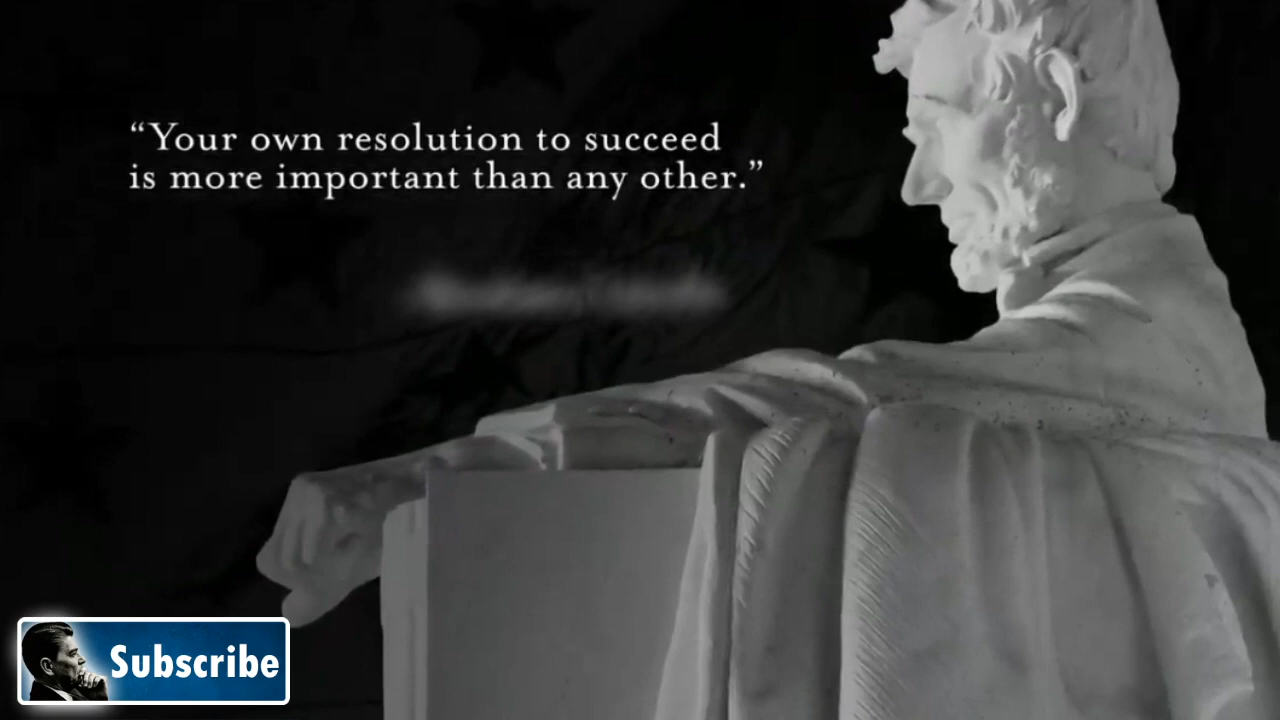 “Your own resolution to succeed
is more important than any other.”
Subscribe